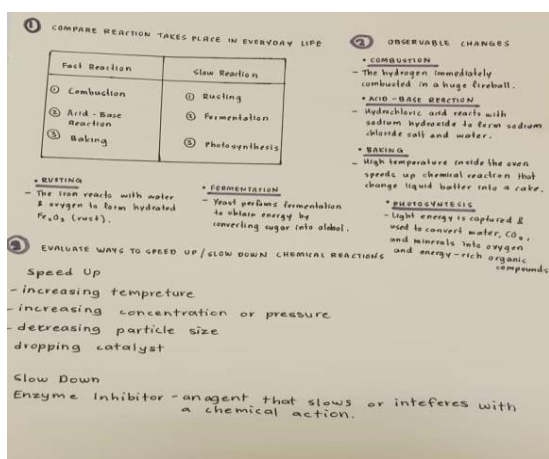 ① COMPARE REACTION TAKES PLACE IN EVERYDAY LIFE
Fast Reaction
Slow Reaction
① Combustion
② Acid - Base
Reaction
③ Baking
① Rusting
② Fermentation
③ Photosynthesis
• RUSTING
- The iron reacts with water
& oxygen to form hydrated
Fe₂O₃ (rust).
• FERMENTATION
- Yeast performs fermentation
to obtain energy by
converting sugar into
② OBSERVABLE CHANGES
• COMBUSTION
- The hydrogen immediately
combusted in a huge fireball.
• ACID - BASE REACTION
- Hydrochloric acid reacts with
sodium hydroxide to form sodium
chloride salt and water.
• BAKING
- High temperature inside the oven
speeds up chemical reaction that
change liquid batter into a cake.
• PHOTOSYNTESIS
- Light energy is captured &
used to convert water, CO₂,
and minerals into oxygen
and energy-rich organic
compounds
③ EVALUATE WAYS TO SPEED UP / SLOW DOWN CHEMICAL REACTIONS
Speed Up
- increasing tempreture
- increasing concentration or pressure
- decreasing particle size
dropping catalyst
Slow Down
Enzyme Inhibitor - anagent that slows or inteferes with
a chemical action.